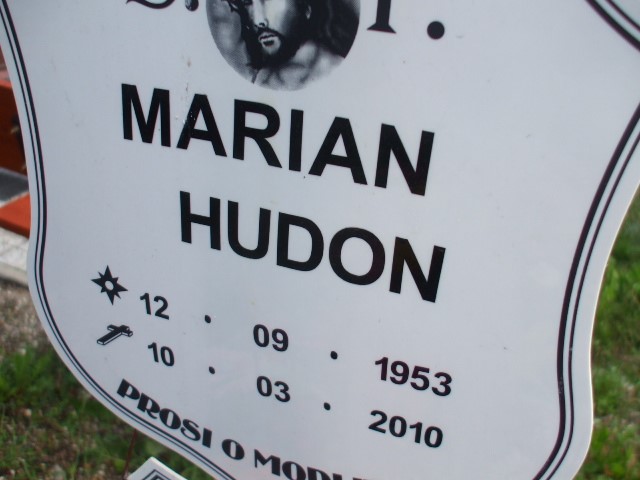 MARIAN
HUDON
12 . 09 . 1953
10 . 03 . 2010
PROSI O